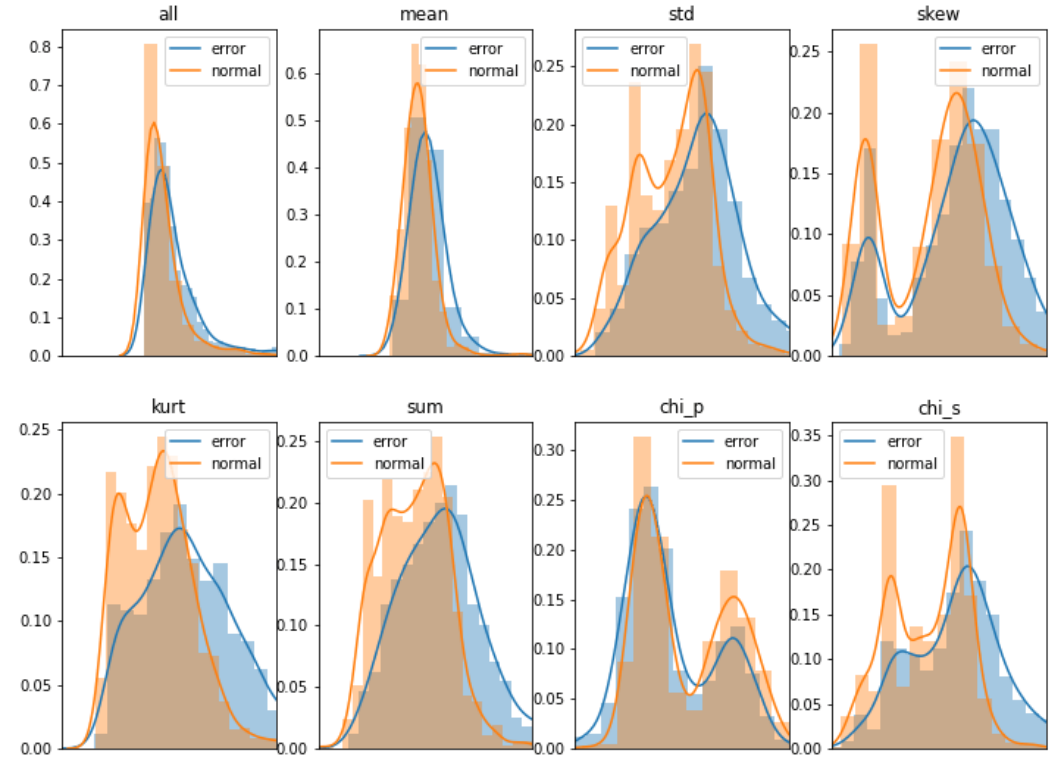 all
mean
std
skew
error
normal
error
normal
error
normal
error
normal
0.8
0.7
0.6
0.5
0.4
0.3
0.2
0.1
0.0
0.6
0.5
0.4
0.3
0.2
0.1
0.0
0.25
0.20
0.15
0.10
0.05
0.00
0.25
0.20
0.15
0.10
0.05
0.00
kurt
sum
chi_p
chi_s
error
normal
error
normal
error
normal
error
normal
0.25
0.20
0.15
0.10
0.05
0.00
0.25
0.20
0.15
0.10
0.05
0.00
0.30
0.25
0.20
0.15
0.10
0.05
0.00
0.35
0.30
0.25
0.20
0.15
0.10
0.05
0.00